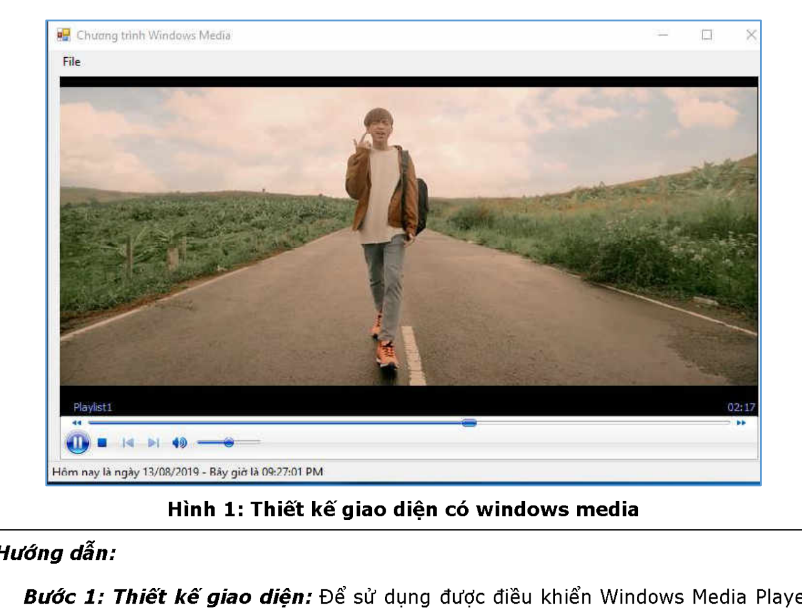 Chương trình Windows Media
File
Playlist1
02:17
Hôm nay là ngày 13/08/2019 - Bây giờ là 09:27:01 PM
Hình 1: Thiết kế giao diện có windows media
Hướng dẫn:
Bước 1: Thiết kế giao diện: Để sử dụng được điều khiển Windows Media Playe